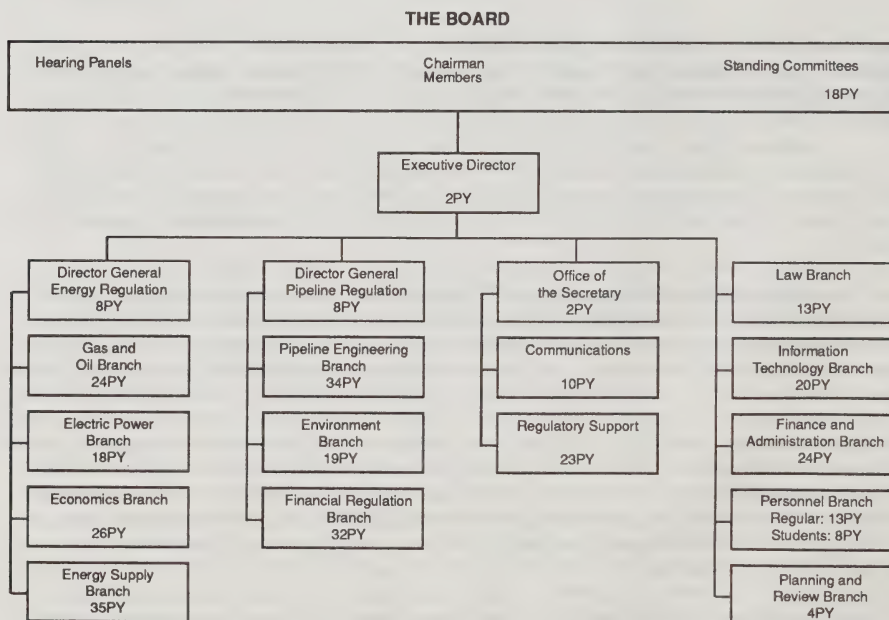 THE BOARD
Hearing Panels
Chairman
Members
Standing Committees
18PY
Executive Director
2PY
Director General
Energy Regulation
8PY
Gas and
Oil Branch
24PY
Electric Power
Branch
18PY
Economics Branch
26PY
Energy Supply
Branch
35PY
Director General
Pipeline Regulation
8PY
Pipeline Engineering
Branch
34PY
Environment
Branch
19PY
Financial Regulation
Branch
32PY
Office of
the Secretary
2PY
Communications
10PY
Regulatory Support
23PY
Law Branch
13PY
Information
Technology Branch
20PY
Finance and
Administration Branch
24PY
Personnel Branch
Regular: 13PY
Students: 8PY
Planning and
Review Branch
4PY